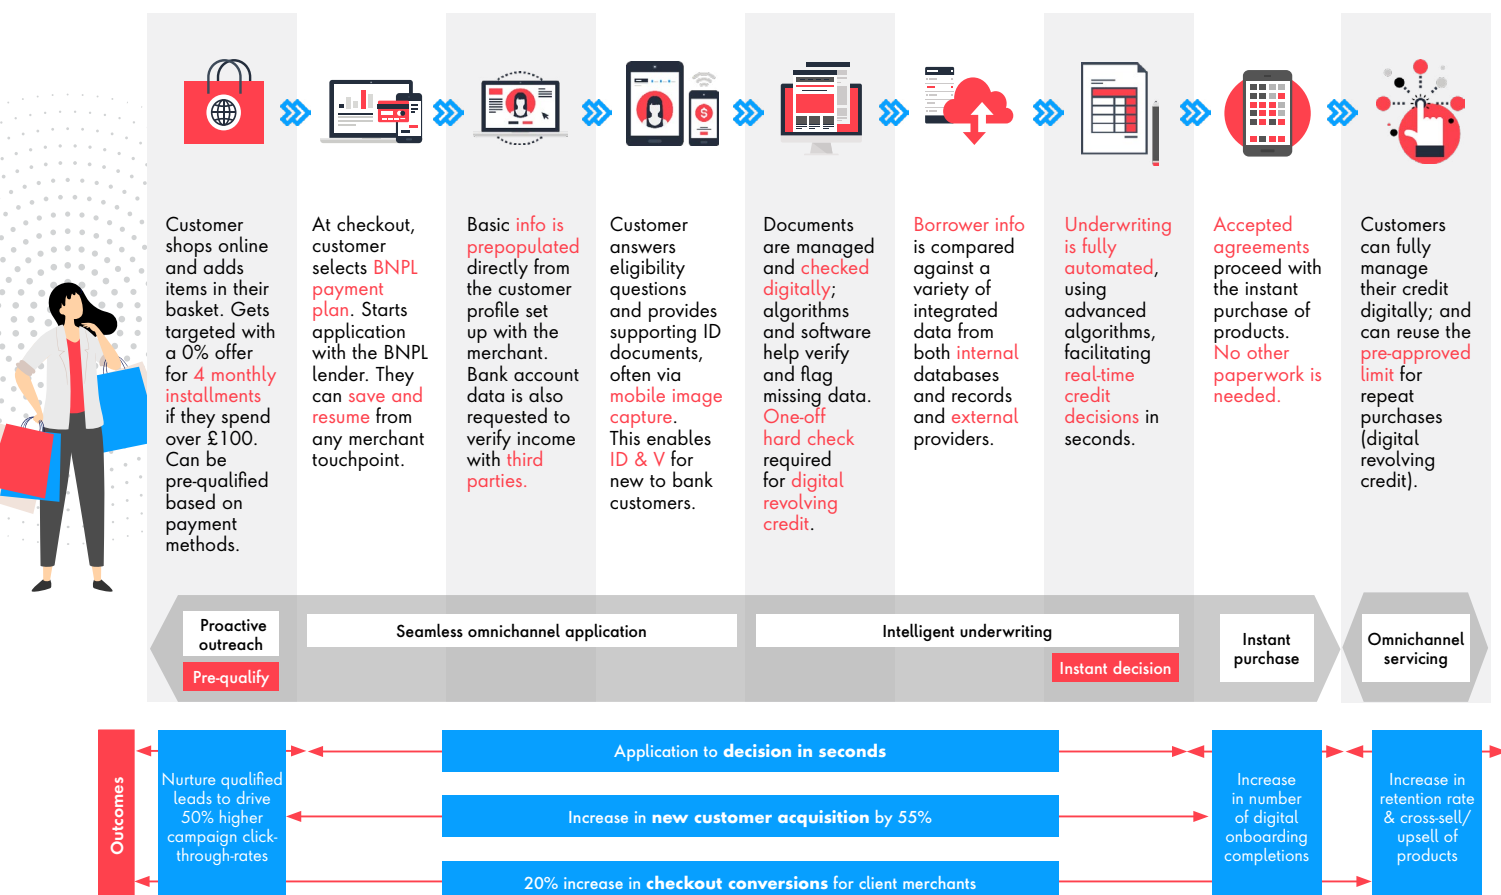 Customer
shops online
and adds
items in their
basket. Gets
targeted with
a 0% offer
for 4 monthly
installments
if they spend
over £100.
Can be
pre-qualified
based on
payment
methods.
At checkout,
customer
selects BNPL
payment
plan. Starts
application
with the BNPL
lender. They
can save and
resume from
any merchant
touchpoint.
Basic info is
prepopulated
directly from
the customer
profile set
up with the
merchant.
Bank account
data is also
requested to
verify income
with third
parties.
Customer
answers
eligibility
questions
and provides
supporting ID
documents,
often via
mobile image
capture.
This enables
ID & V for
new to bank
customers.
Documents
are managed
and checked
digitally;
algorithms
and software
help verify
and flag
missing data.
One-off
hard check
required
for digital
revolving
credit.
Borrower info
is compared
against a
variety of
integrated
data from
both internal
databases
and records
and external
providers.
Underwriting
is fully
automated,
using
advanced
algorithms,
facilitating
real-time
credit
decisions in
seconds.
Accepted
agreements
proceed with
the instant
purchase of
products.
No other
paperwork is
needed.
Customers
can fully
manage
their credit
digitally; and
can reuse the
pre-approved
limit for
repeat
purchases
(digital
revolving
credit).
Proactive
outreach
Pre-qualify
Seamless omnichannel application
Intelligent underwriting
Instant decision
Instant
purchase
Omnichannel
servicing
Outcomes
Nurture qualified
leads to drive
50% higher
campaign click-
through-rates
Application to decision in seconds
Increase in new customer acquisition by 55%
20% increase in checkout conversions for client merchants
Increase
in number
of digital
onboarding
completions
Increase in
retention rate
& cross-sell/
upsell of
products